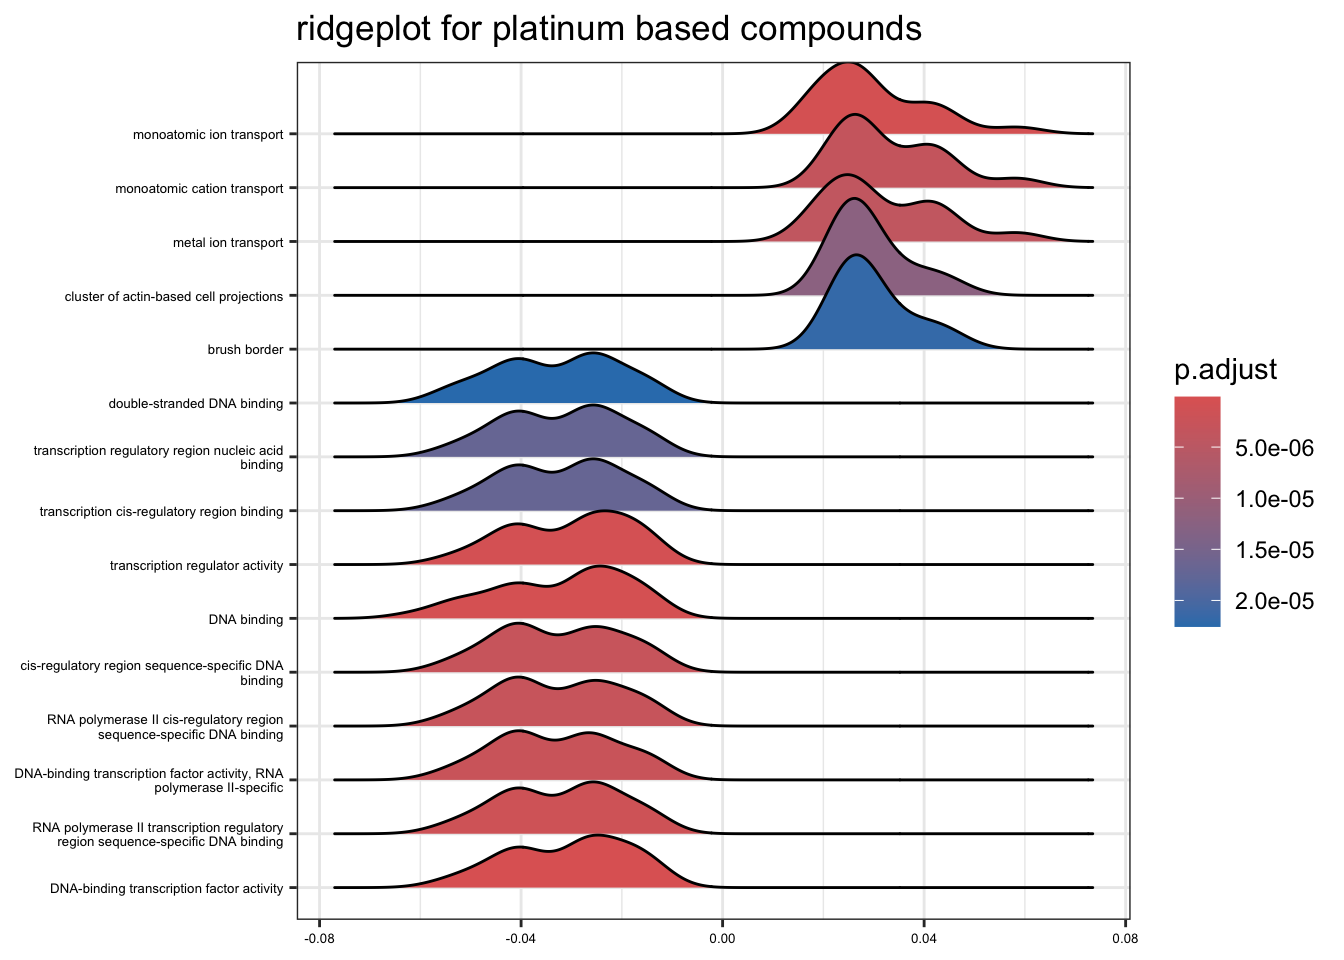 ridgeplot for platinum based compounds
monoatomic ion transport
monoatomic cation transport
metal ion transport
cluster of actin-based cell projections
brush border
double-stranded DNA binding
transcription regulatory region nucleic acid
binding
transcription cis-regulatory region binding
transcription regulator activity
DNA binding
cis-regulatory region sequence-specific DNA
binding
RNA polymerase II cis-regulatory region
sequence-specific DNA binding
DNA-binding transcription factor activity, RNA
polymerase II-specific
RNA polymerase II transcription regulatory
region sequence-specific DNA binding
DNA-binding transcription factor activity
-0.08 -0.04 0.00 0.04 0.08
p.adjust
5.0e-06
1.0e-05
1.5e-05
2.0e-05